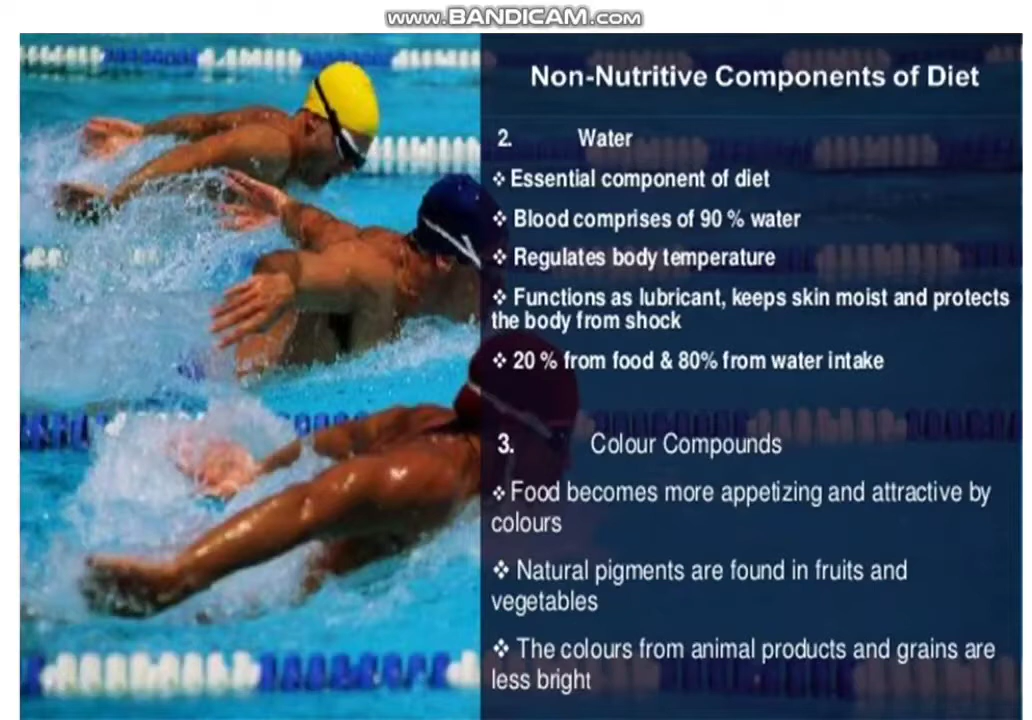 www.BANDICAM.com
Non-Nutritive Components of Diet
2. Water
❖ Essential component of diet
❖ Blood comprises of 90 % water
❖ Regulates body temperature
❖ Functions as lubricant, keeps skin moist and protects
the body from shock
❖ 20 % from food & 80% from water intake
3. Colour Compounds
❖ Food becomes more appetizing and attractive by
colours
❖ Natural pigments are found in fruits and
vegetables
❖ The colours from animal products and grains are
less bright